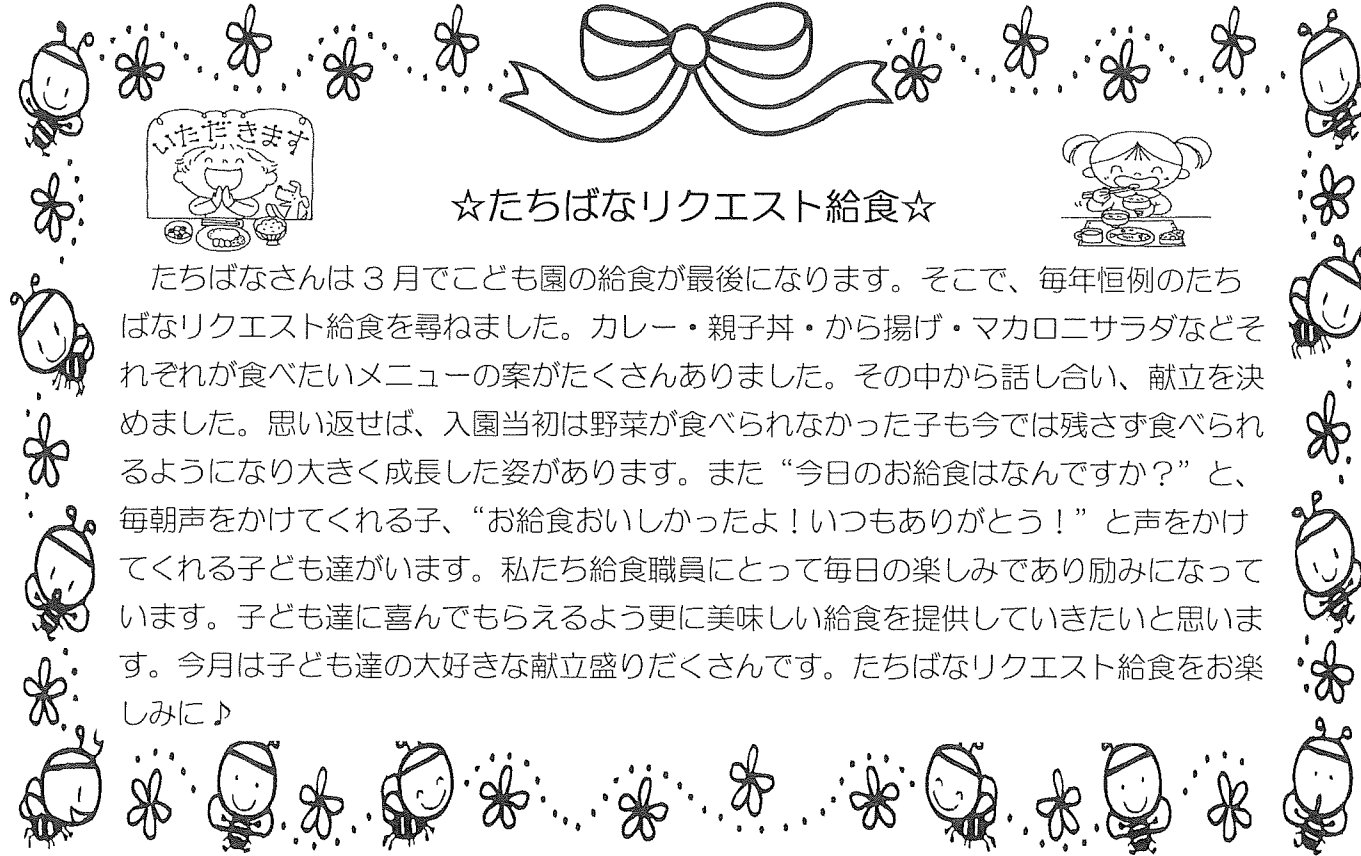 いただきます
☆たちばなリクエスト給食☆
たちばなさんは3月でこども園の給食が最後になります。そこで、毎年恒例のたち
ばなリクエスト給食を尋ねました。カレー・親子丼・から揚げ・マカロニサラダなどそ
れぞれが食べたいメニューの案がたくさんありました。その中から話し合い、献立を決
めました。思い返せば、入園当初は野菜が食べられなかった子も今では残さず食べられ
るようになり大きく成長した姿があります。また“今日のお給食はなんですか？”と、
毎朝声をかけてくれる子、“お給食おいしかったよ！いつもありがとう！”と声をかけ
てくれる子ども達がいます。私たち給食職員にとって毎日の楽しみであり励みになって
います。子ども達に喜んでもらえるよう更に美味しい給食を提供していきたいと思いま
す。今月は子ども達の大好きな献立盛りだくさんです。たちばなリクエスト給食をお楽
しみに♪